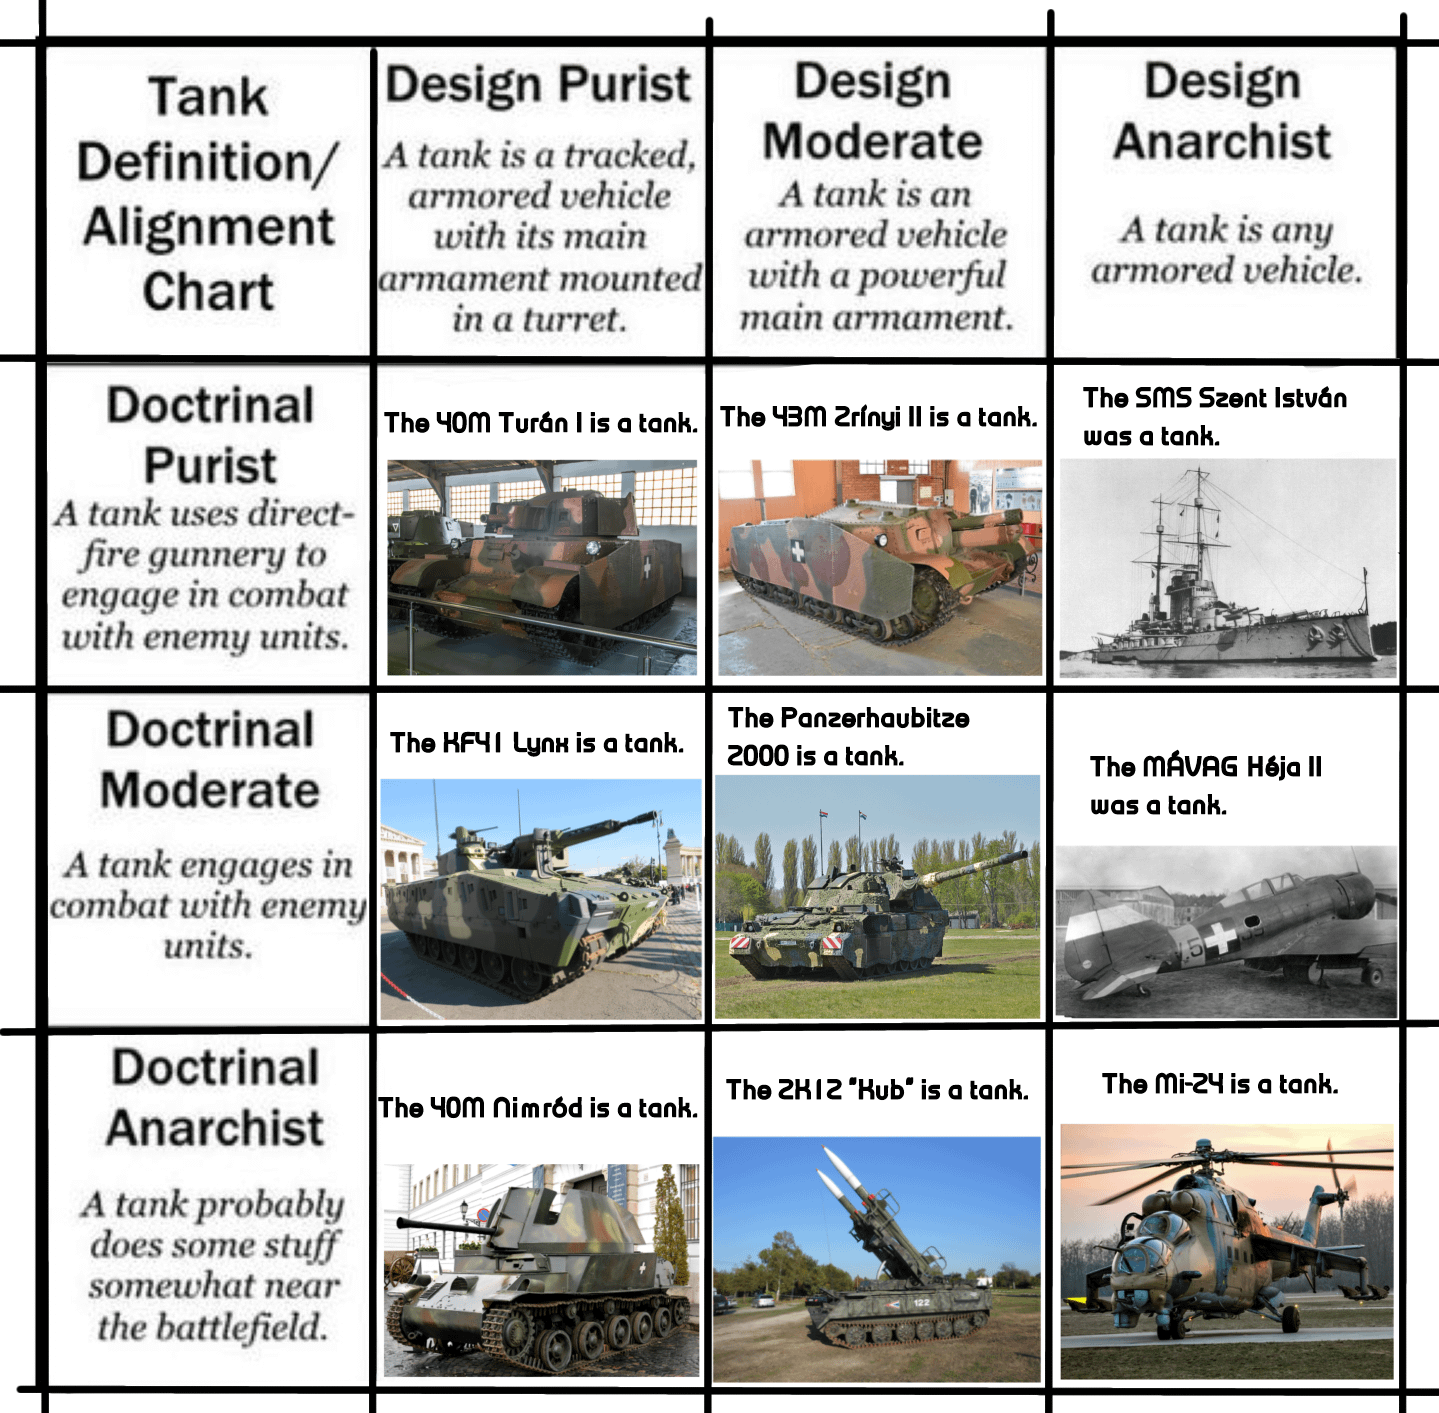 Tank
Definition/
Alignment
Chart
Design Purist
A tank is a tracked,
armored vehicle
with its main
armament mounted
in a turret.
Design
Moderate
A tank is an
armored vehicle
with a powerful
main armament.
Design
Anarchist
A tank is any
armored vehicle.
Doctrinal
Purist
A tank uses direct-
fire gunnery to
engage in combat
with enemy units.
The 40M Turán I is a tank.
The 43M Zrínyi II is a tank.
The SMS Szent István
was a tank.
Doctrinal
Moderate
A tank engages in
combat with enemy
units.
The KF41 Lynx is a tank.
The Panzerhaubitze
2000 is a tank.
The MÁVAG Héja II
was a tank.
Doctrinal
Anarchist
A tank probably
does some stuff
somewhat near
the battlefield.
The 40M Nimród is a tank.
The 2K12 "Kub" is a tank.
122
The Mi-24 is a tank.